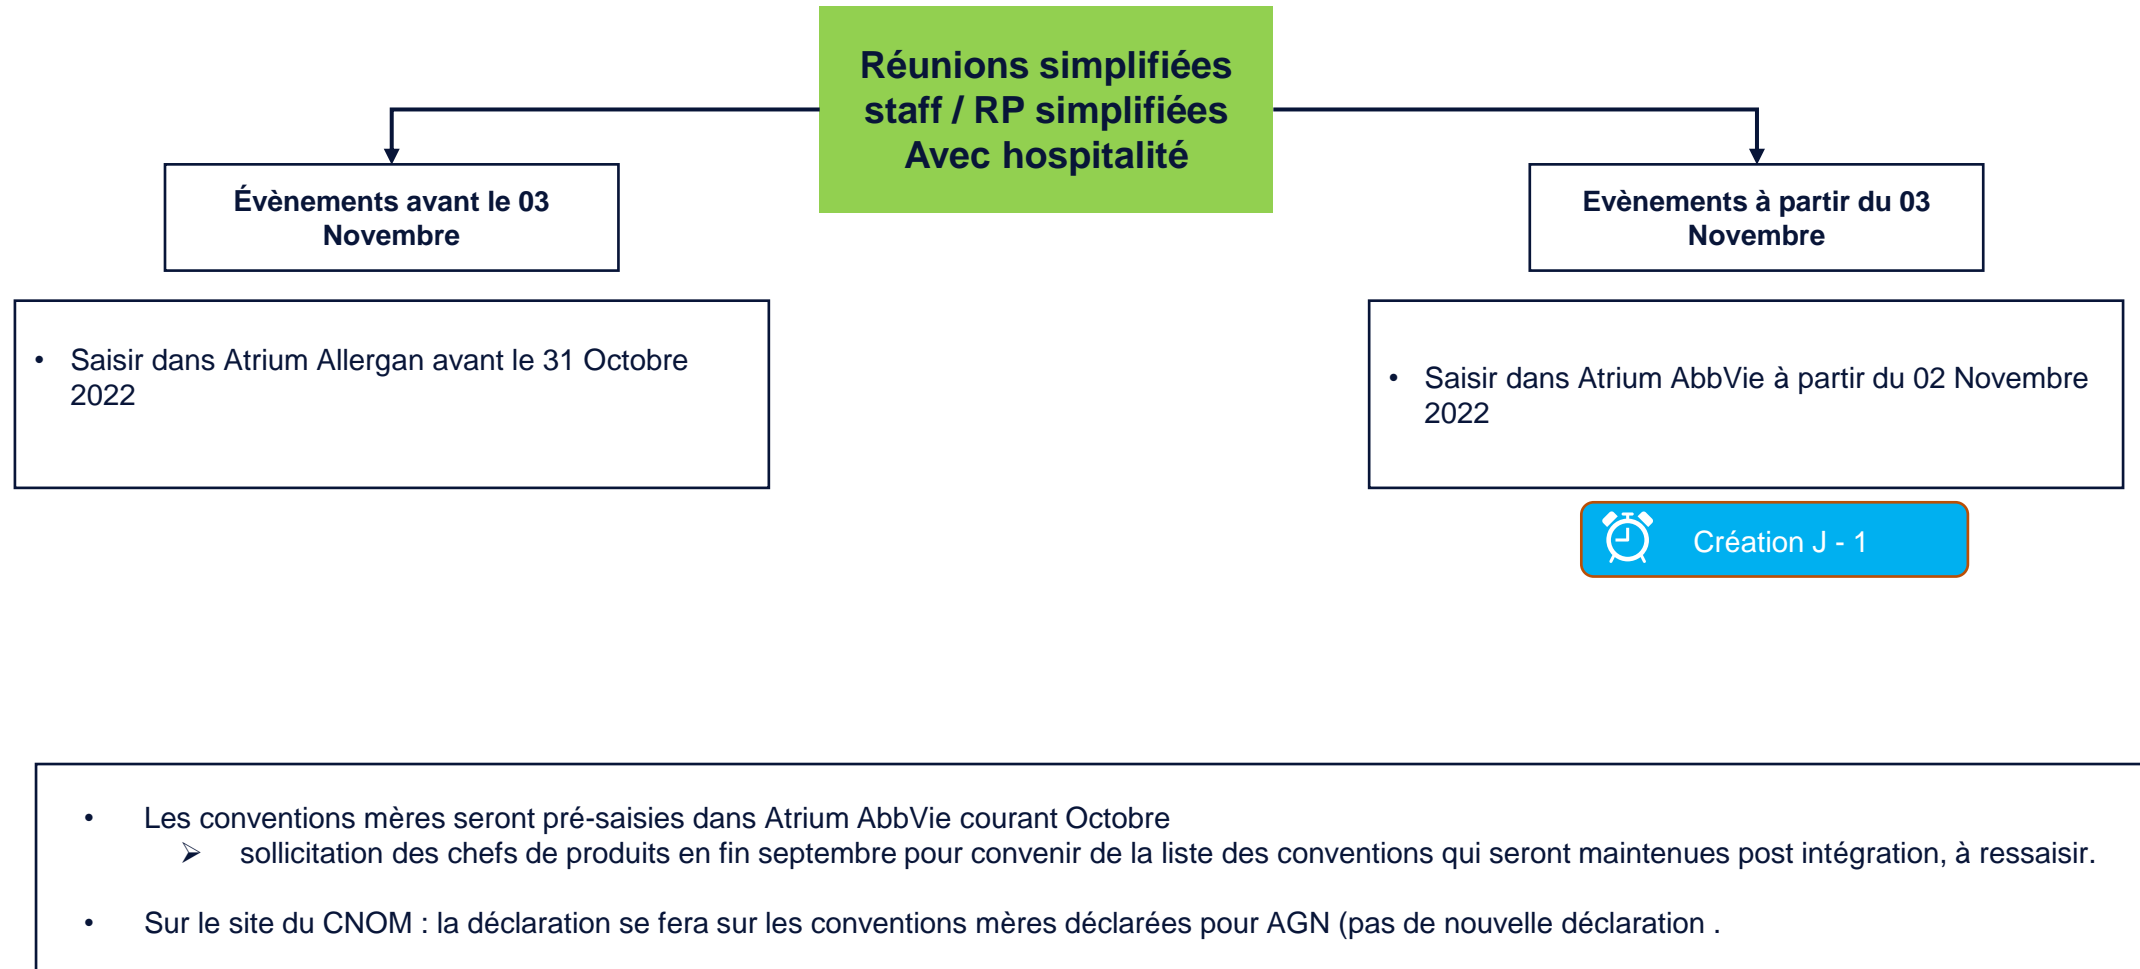 Réunions simplifiées
staff / RP simplifiées
Avec hospitalité
Évènements avant le 03
Novembre
Evènements à partir du 03
Novembre
• Saisir dans Atrium Allergan avant le 31 Octobre
2022
• Saisir dans Atrium AbbVie à partir du 02 Novembre
2022
Création J - 1
• Les conventions mères seront pré-saisies dans Atrium AbbVie courant Octobre
➢ sollicitation des chefs de produits en fin septembre pour convenir de la liste des conventions qui seront maintenues post intégration, à ressaisir.
• Sur le site du CNOM : la déclaration se fera sur les conventions mères déclarées pour AGN (pas de nouvelle déclaration .